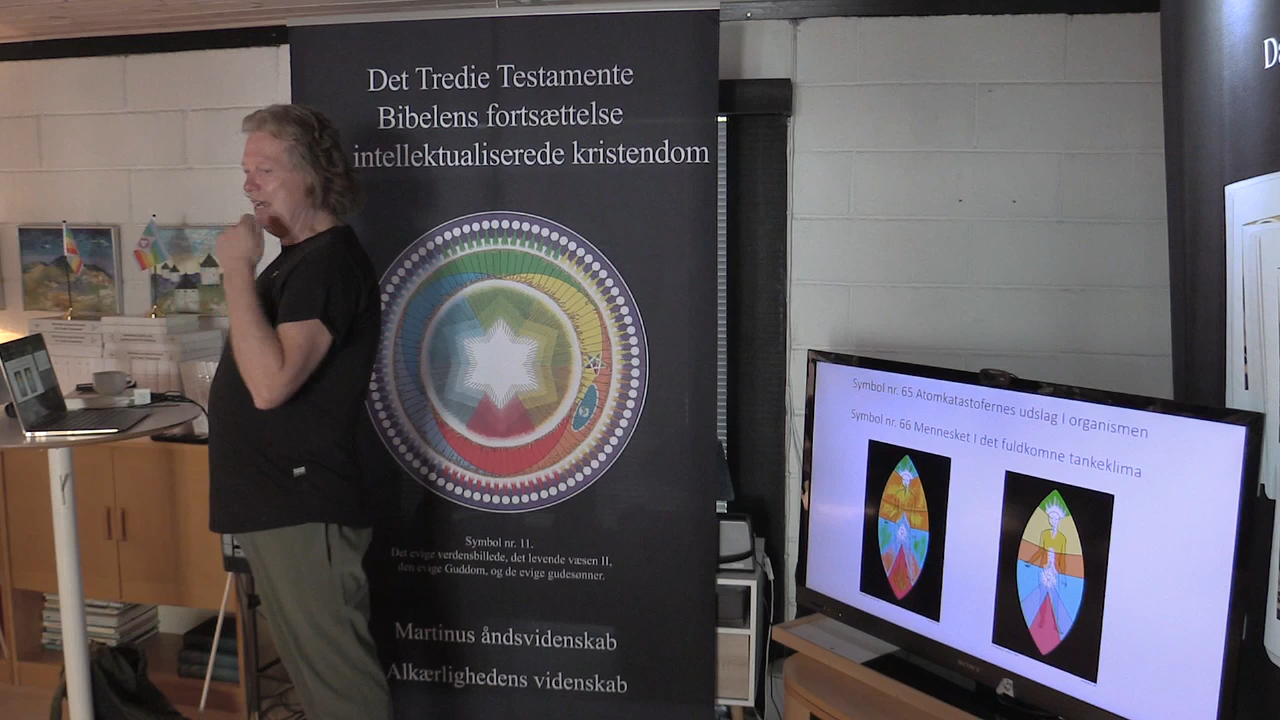 Det Tredie Testamente
Bibelens fortsættelse
intellektualiserede kristendom
Symbol nr. 11.
Det evige verdensbillede, det levende væsen II,
den evige Guddom, og de evige gudesønner.
Martinus åndsvidenskab
Alkærlighedens videnskab
Symbol nr. 65 Atomkatastofernes udslag I organismen
Symbol nr. 66 Mennesket I det fuldkomne tankeklima
SONY